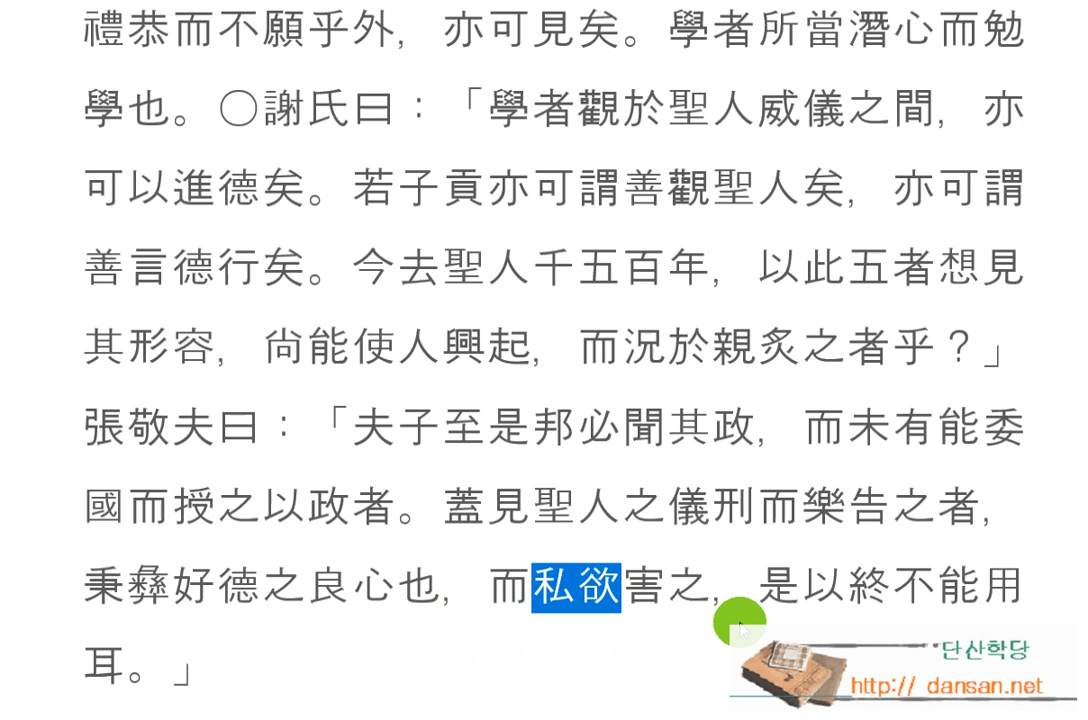 禮恭而不願乎外，亦可見矣。學者所當潛心而勉
學也。○謝氏曰：「學者觀於聖人威儀之間，亦
可以進德矣。若子貢亦可謂善觀聖人矣，亦可謂
善言德行矣。今去聖人千五百年，以此五者想見
其形容，尙能使人興起，而況於親炙之者乎？」
張敬夫曰：「夫子至是邦必聞其政，而未有能委
國而授之以政者。蓋見聖人之儀刑而樂告之者，
秉彝好德之良心也，而私欲害之，是以終不能用
耳。」
단산학당
http:// dansan.net